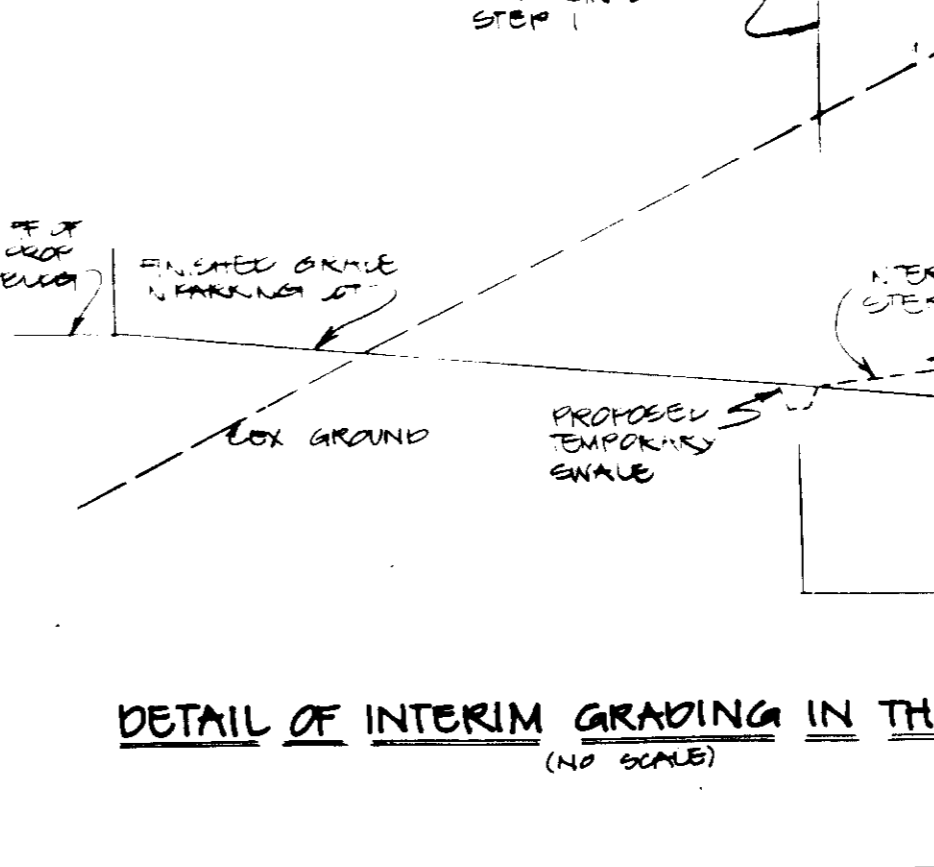 STEP 1
FINISHED GRADE
IN PARKING LOT
EX GROUND
PROPOSED
TEMPORARY
SWALE
DETAIL OF INTERIM GRADING IN TH
(NO SCALE)